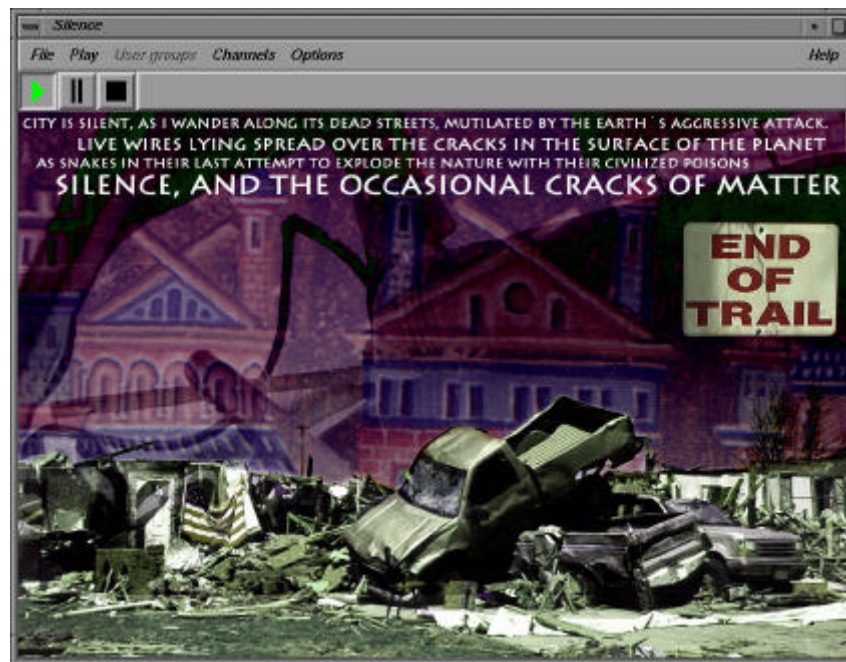 Silence
File Play User groups Channels Options Help
CITY IS SILENT, AS I WANDER ALONG ITS DEAD STREETS, MUTILATED BY THE EARTH`S AGGRESSIVE ATTACK.
LIVE WIRES LYING SPREAD OVER THE CRACKS IN THE SURFACE OF THE PLANET
AS SNAKES IN THEIR LAST ATTEMPT TO EXPLODE THE NATURE WITH THEIR CIVILIZED POISONS
SILENCE, AND THE OCCASIONAL CRACKS OF MATTER
END
OF
TRAIL